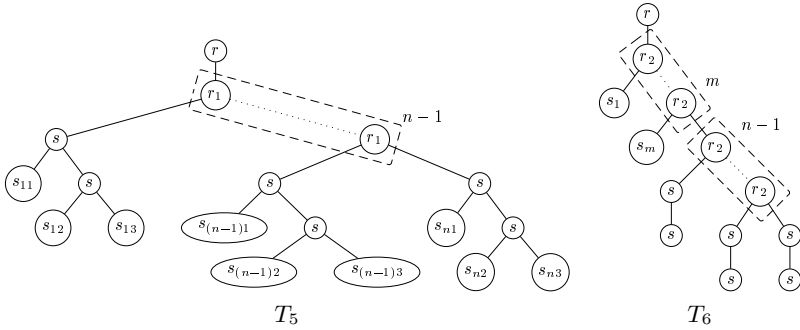 r r
r₁ r₂ m
n − 1
r₁ s₁ r₂ n − 1
s sₘ r₂
s₁₁ s s s s r₂
s₁₂ s₁₃ s₍ₙ₋₁₎₁ s sₙ₁ s s s s
s₍ₙ₋₁₎₂ s₍ₙ₋₁₎₃ sₙ₂ sₙ₃ s s
T₅ T₆